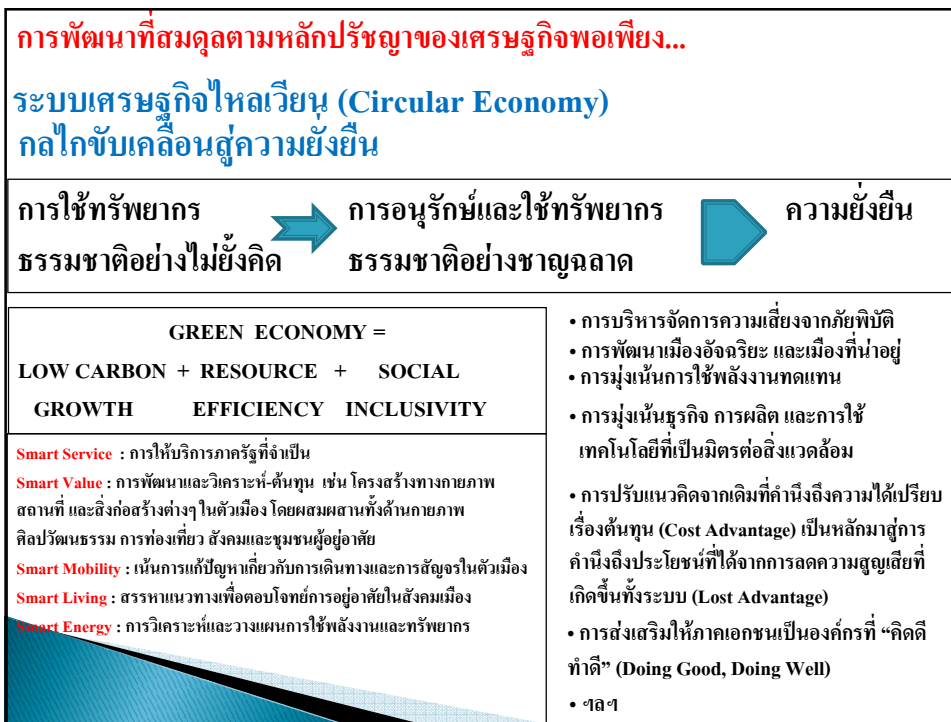 การพัฒนาที่สมดุลตามหลักปรัชญาของเศรษฐกิจพอเพียง...
ระบบเศรษฐกิจไหลเวียน (Circular Economy)
กลไกขับเคลื่อนสู่ความยั่งยืน
การใช้ทรัพยากร
ธรรมชาติอย่างไม่ยั้งคิด
การอนุรักษ์และใช้ทรัพยากร
ธรรมชาติอย่างชาญฉลาด
ความยั่งยืน
GREEN ECONOMY =
LOW CARBON + RESOURCE + SOCIAL
GROWTH EFFICIENCY INCLUSIVITY
Smart Service : การให้บริการภาครัฐที่จำเป็น
Smart Value : การพัฒนาและวิเคราะห์-ต้นทุน เช่น โครงสร้างทางกายภาพ
สถานที่ และสิ่งก่อสร้างต่างๆ ในตัวเมือง โดยผสมผสานทั้งด้านกายภาพ
ศิลปวัฒนธรรม การท่องเที่ยว สังคมและชุมชนผู้อยู่อาศัย
Smart Mobility : เน้นการแก้ปัญหาเกี่ยวกับการเดินทางและการสัญจรในตัวเมือง
Smart Living : สรรหาแนวทางเพื่อตอบโจทย์การอยู่อาศัยในสังคมเมือง
Smart Energy : การวิเคราะห์และวางแผนการใช้พลังงานและทรัพยากร
• การบริหารจัดการความเสี่ยงจากภัยพิบัติ
• การพัฒนาเมืองอัจฉริยะ และเมืองที่น่าอยู่
• การมุ่งเน้นการใช้พลังงานทดแทน
• การมุ่งเน้นธุรกิจ การผลิต และการใช้
เทคโนโลยีที่เป็นมิตรต่อสิ่งแวดล้อม
• การปรับแนวคิดจากเดิมที่คำนึงถึงความได้เปรียบ
เรื่องต้นทุน (Cost Advantage) เป็นหลักมาสู่การ
คำนึงถึงประโยชน์ที่ได้จากการลดความสูญเสียที่
เกิดขึ้นทั้งระบบ (Lost Advantage)
• การส่งเสริมให้ภาคเอกชนเป็นองค์กรที่ “คิดดี
ทำดี” (Doing Good, Doing Well)
• ฯลฯ